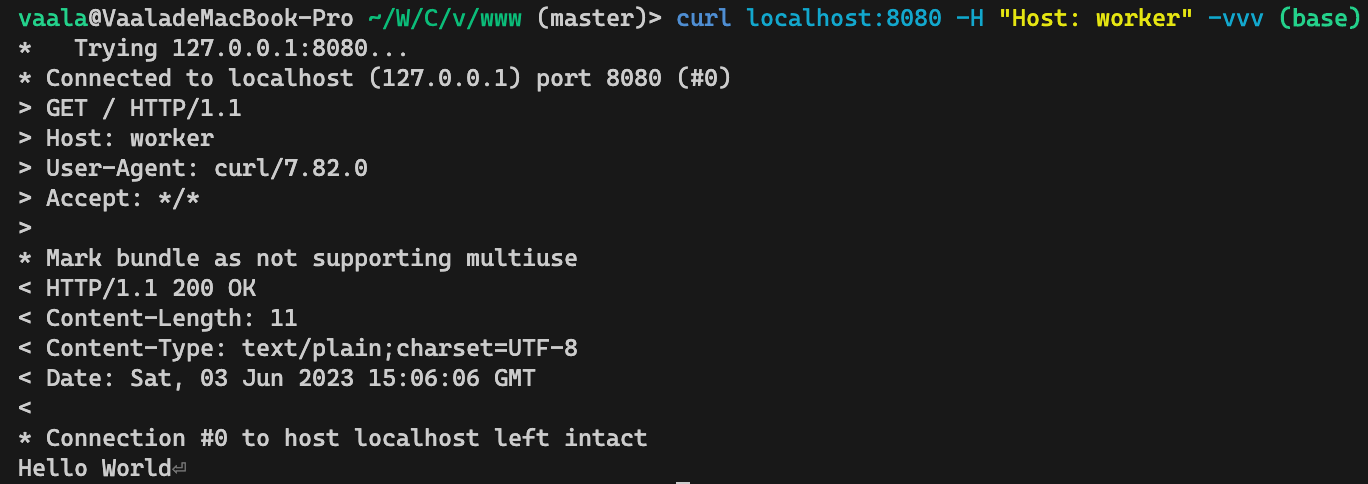 vaala@VaaladeMacBook-Pro ~/W/C/v/www (master)> curl localhost:8080 -H "Host: worker" -vvv (base)
*   Trying 127.0.0.1:8080...
* Connected to localhost (127.0.0.1) port 8080 (#0)
> GET / HTTP/1.1
> Host: worker
> User-Agent: curl/7.82.0
> Accept: */*
>
* Mark bundle as not supporting multiuse
< HTTP/1.1 200 OK
< Content-Length: 11
< Content-Type: text/plain;charset=UTF-8
< Date: Sat, 03 Jun 2023 15:06:06 GMT
<
* Connection #0 to host localhost left intact
Hello World⏎